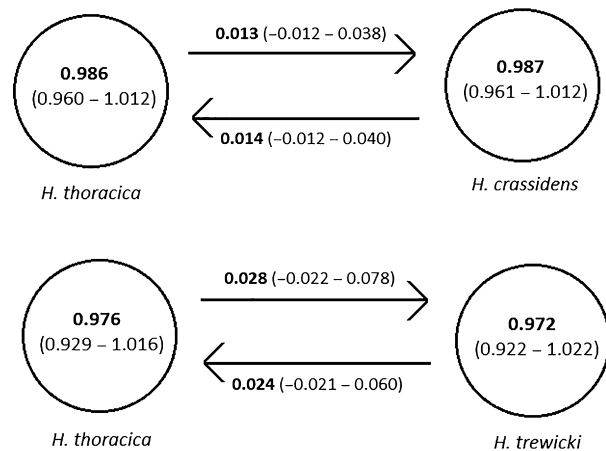 0.013 (−0.012 – 0.038)
0.986
(0.960 – 1.012)
0.987
(0.961 – 1.012)
0.014 (−0.012 – 0.040)
H. thoracica
H. crassidens
0.028 (−0.022 – 0.078)
0.976
(0.929 – 1.016)
0.972
(0.922 – 1.022)
0.024 (−0.021 – 0.060)
H. thoracica
H. trewicki